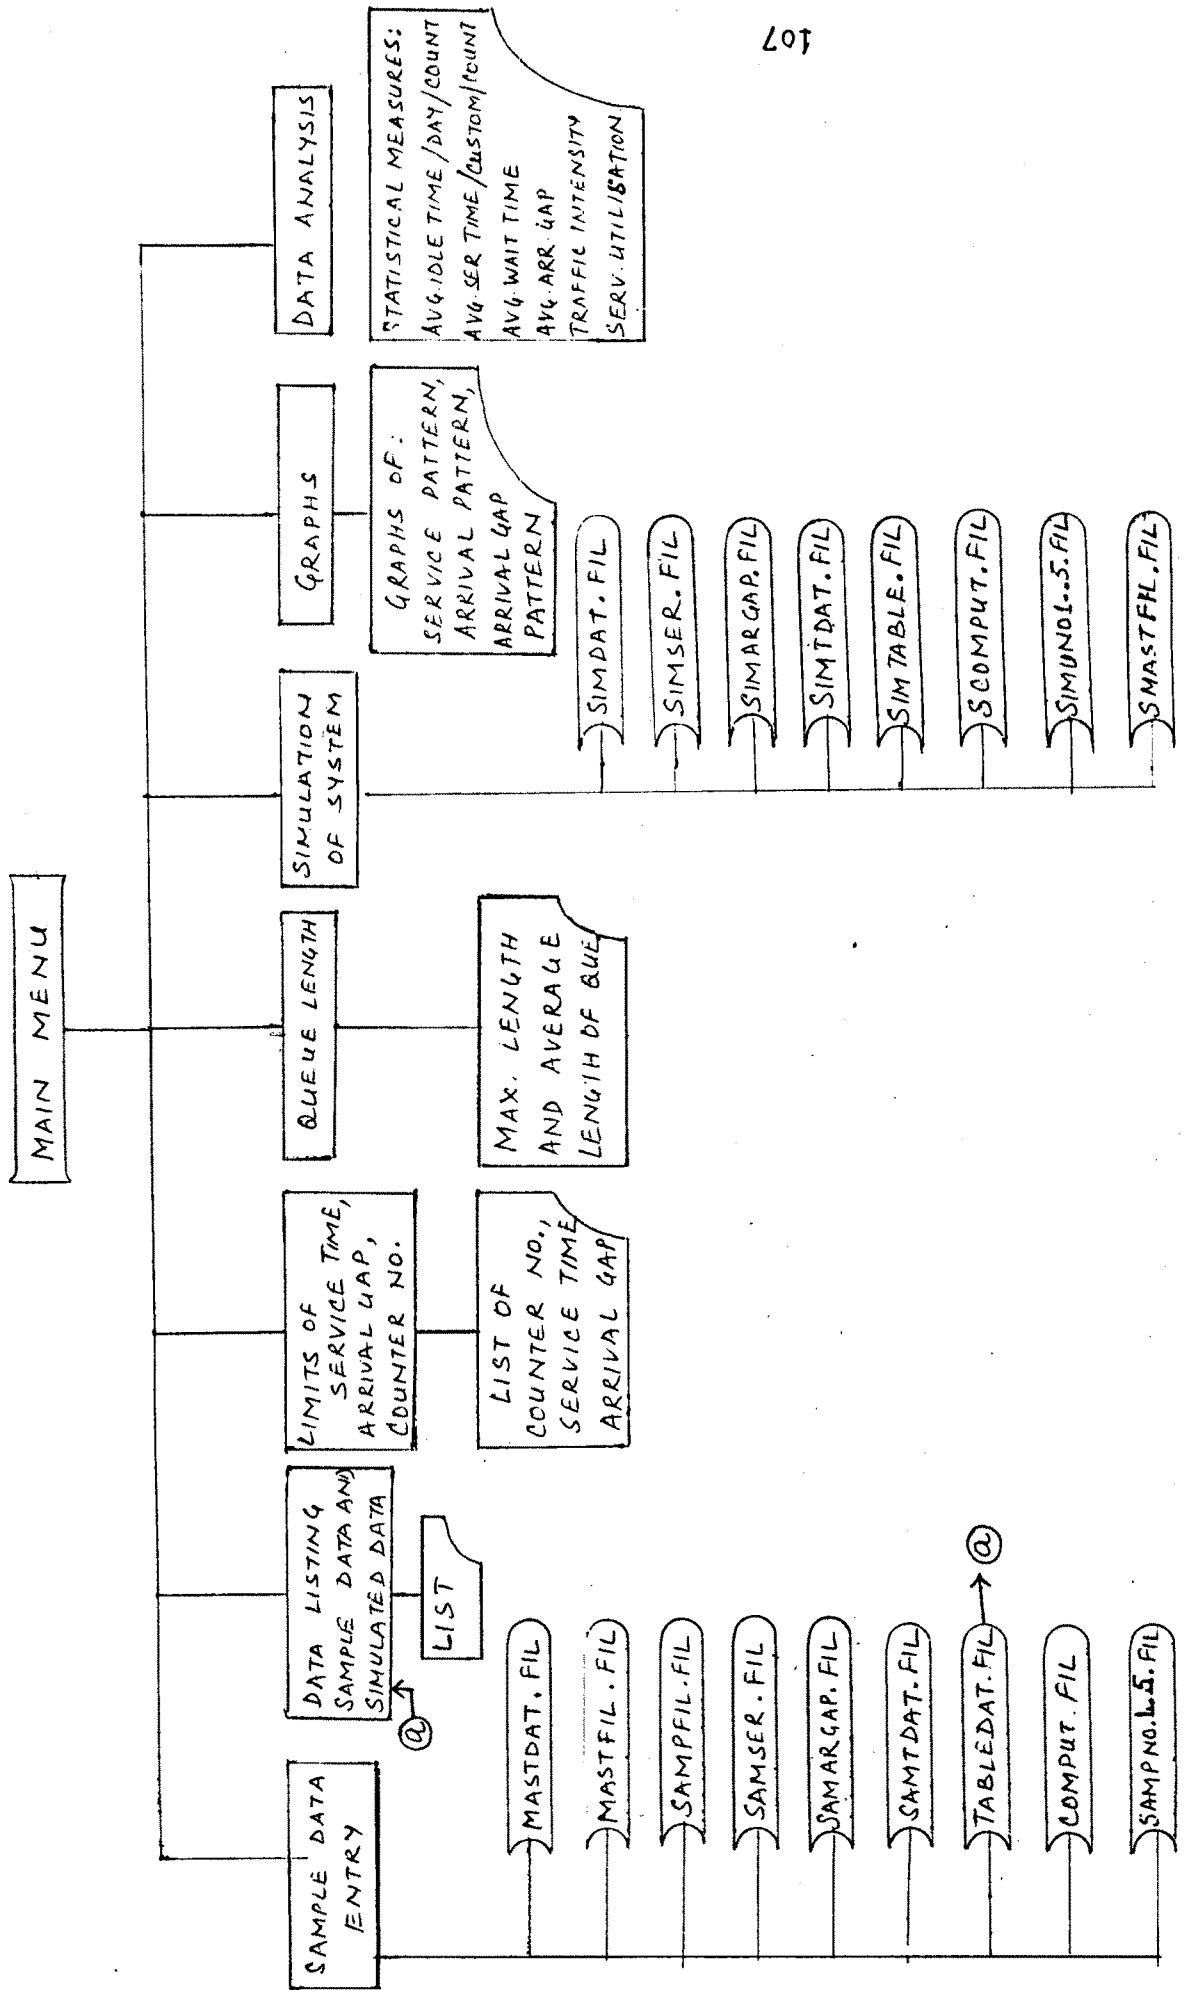 107
MAIN MENU
SAMPLE DATA
ENTRY
DATA LISTING
SAMPLE DATA AND
SIMULATED DATA
LIMITS OF
SERVICE TIME,
ARRIVAL GAP,
COUNTER NO.
QUEUE LENGTH
SIMULATION
OF SYSTEM
GRAPHS
DATA ANALYSIS
@
LIST
LIST OF
COUNTER NO.,
SERVICE TIME
ARRIVAL GAP
MAX. LENGTH
AND AVERAGE
LENGTH OF QUE
GRAPHS OF:
SERVICE PATTERN,
ARRIVAL PATTERN,
ARRIVAL GAP
PATTERN
STATISTICAL MEASURES:
AVG.IDLE TIME/DAY/COUNT
AVG.SER TIME/CUSTOM/COUNT
AVG.WAIT TIME
AVG.ARR.GAP
TRAFFIC INTENSITY
SERV.UTILISATION
MASTDAT.FIL
MASTFIL.FIL
SAMPFIL.FIL
SAMSER.FIL
SAMARGAP.FIL
SAMTDAT.FIL
TABLEDAT.FIL
@
COMPUT.FIL
SAMPNO1..5.FIL
SIMDAT.FIL
SIMSER.FIL
SIMARGAP.FIL
SIMTDAT.FIL
SIMTABLE.FIL
SCOMPUT.FIL
SIMUNO1..5.FIL
SMASTFIL.FIL